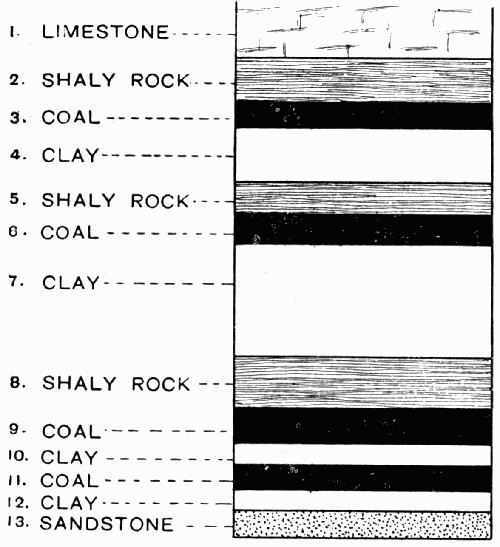 1. LIMESTONE
2. SHALY ROCK
3. COAL
4. CLAY
5. SHALY ROCK
6. COAL
7. CLAY
8. SHALY ROCK
9. COAL
10. CLAY
11. COAL
12. CLAY
13. SANDSTONE